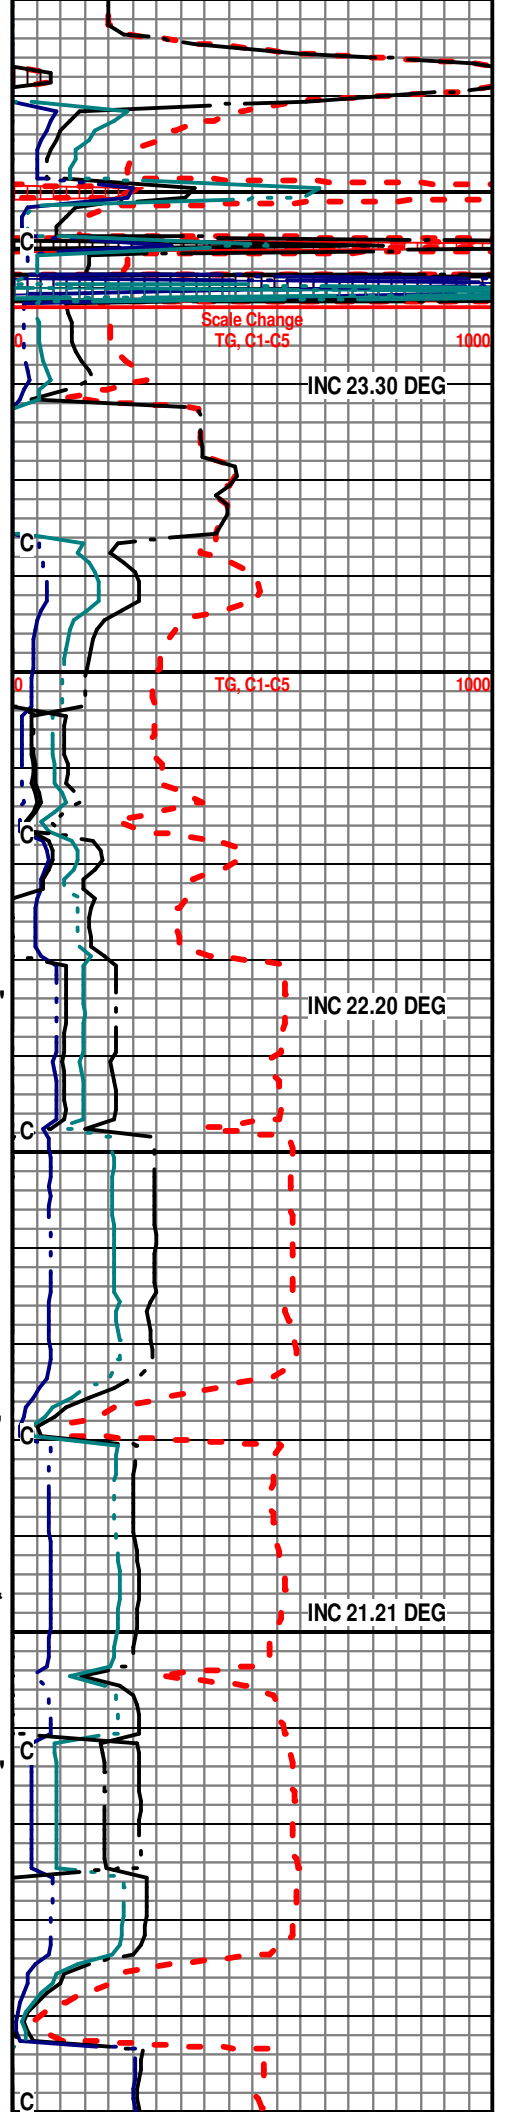 C
Scale Change
0 TG, C1-C5 1000
INC 23.30 DEG
C
0 TG, C1-C5 1000
C
INC 22.20 DEG
C
C
INC 21.21 DEG
C
C